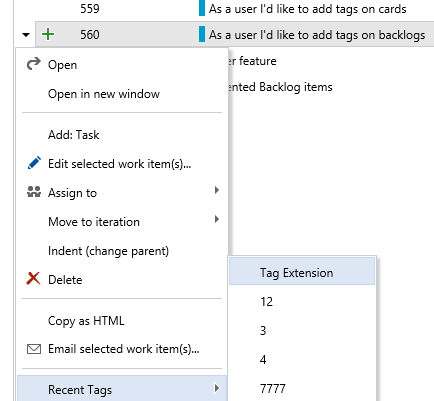 559 As a user I'd like to add tags on cards
560 As a user I'd like to add tags on backlogs
Open
feature
Open in new window
Backlog items
Add: Task
Edit selected work item(s)...
Assign to
Move to iteration
Indent (change parent)
Delete
Copy as HTML
Email selected work item(s)...
Recent Tags
Tag Extension
12
3
4
7777